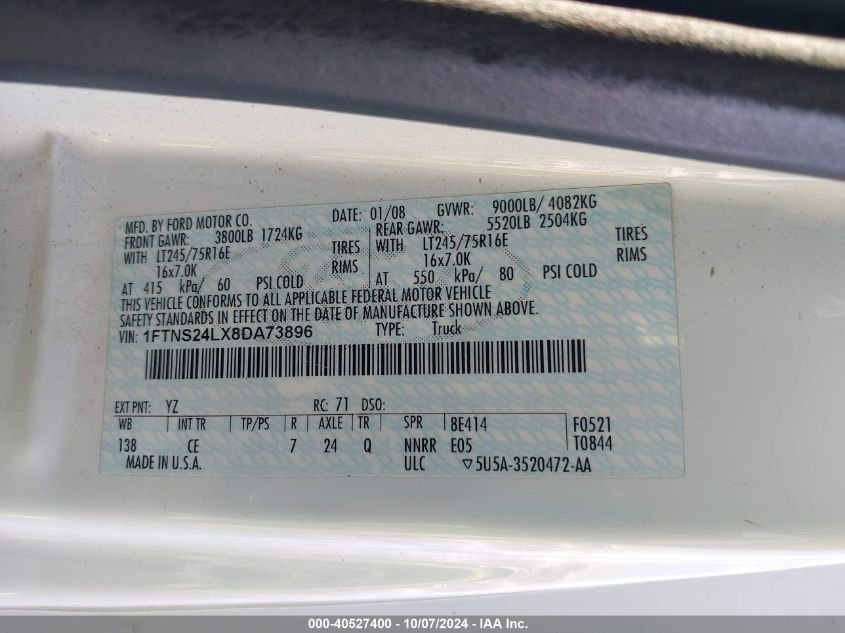 MFD. BY FORD MOTOR CO. DATE: 01/08 GVWR: 9000LB/ 4082KG
FRONT GAWR: 3800LB 1724KG REAR GAWR: 5520LB 2504KG
WITH LT245/75R16E TIRES WITH LT245/75R16E TIRES
16x7.0K RIMS 16x7.0K RIMS
AT 415 kPa/ 60 PSI COLD AT 550 kPa/ 80 PSI COLD
THIS VEHICLE CONFORMS TO ALL APPLICABLE FEDERAL MOTOR VEHICLE
SAFETY STANDARDS IN EFFECT ON THE DATE OF MANUFACTURE SHOWN ABOVE.
VIN: 1FTNS24LX8DA73896 TYPE: Truck
EXT PNT: YZ RC: 71 DSO:
WB INT TR TP/PS R AXLE TR SPR 8E414 F0521
138 CE 7 24 Q NNRR E05 T0844
MADE IN U.S.A. ULC ▽5U5A-3520472-AA
000-40527400 - 10/07/2024 - IAA Inc.